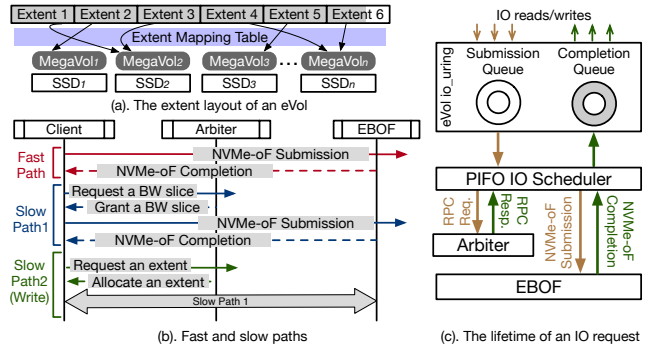 Extent 1 Extent 2 Extent 3 Extent 4 Extent 5 Extent 6
Extent Mapping Table
MegaVol1 MegaVol2 MegaVol3 ... MegaVoln
SSD1 SSD2 SSD3 SSDn
(a). The extent layout of an eVol
Client Arbiter EBOF
Fast Path
NVMe-oF Submission
NVMe-oF Completion
Slow Path1
Request a BW slice
Grant a BW slice
NVMe-oF Submission
NVMe-oF Completion
Slow Path2 (Write)
Request an extent
Allocate an extent
Slow Path 1
(b). Fast and slow paths
IO reads/writes
eVol io_uring
Submission Queue
Completion Queue
PIFO IO Scheduler
RPC Req.
RPC Resp.
NVMe-oF Submission
NVMe-oF Completion
Arbiter
EBOF
(c). The lifetime of an IO request